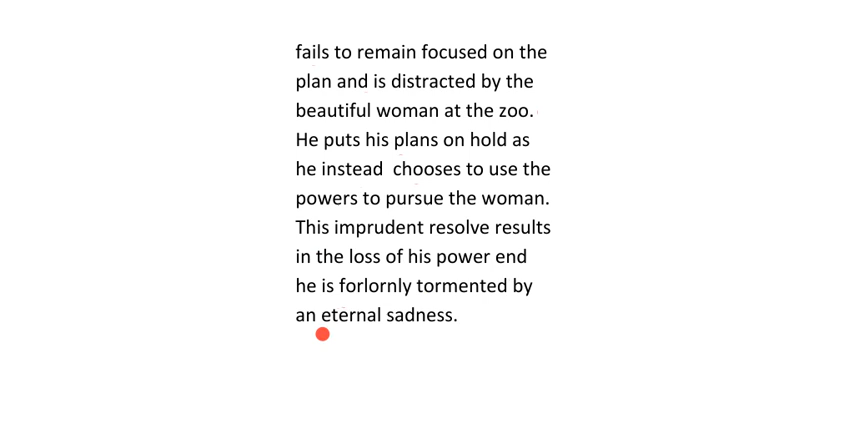 fails to remain focused on the
plan and is distracted by the
beautiful woman at the zoo.
He puts his plans on hold as
he instead  chooses to use the
powers to pursue the woman.
This imprudent resolve results
in the loss of his power end
he is forlornly tormented by
an eternal sadness.